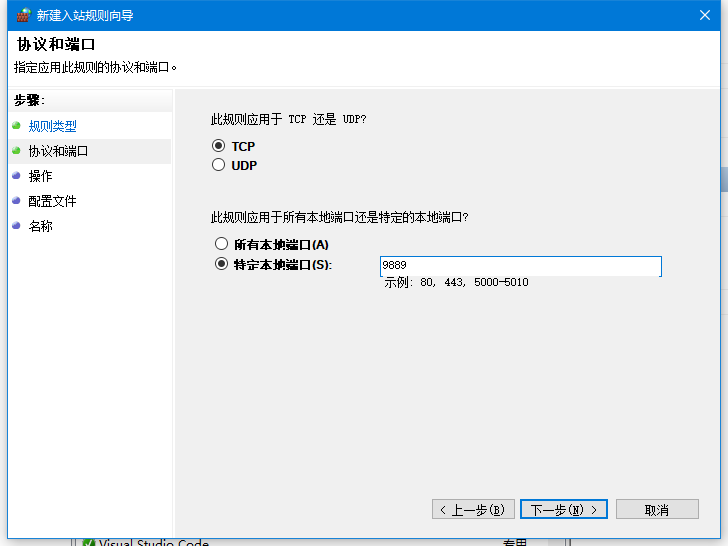 新建入站规则向导
协议和端口
指定应用此规则的协议和端口。
步骤:
规则类型
协议和端口
操作
配置文件
名称
此规则应用于 TCP 还是 UDP?
TCP
UDP
此规则应用于所有本地端口还是特定的本地端口?
所有本地端口(A)
特定本地端口(S):
9889
示例: 80, 443, 5000-5010
< 上一步(B)
下一步(N) >
取消
Visual Studio Code
专用